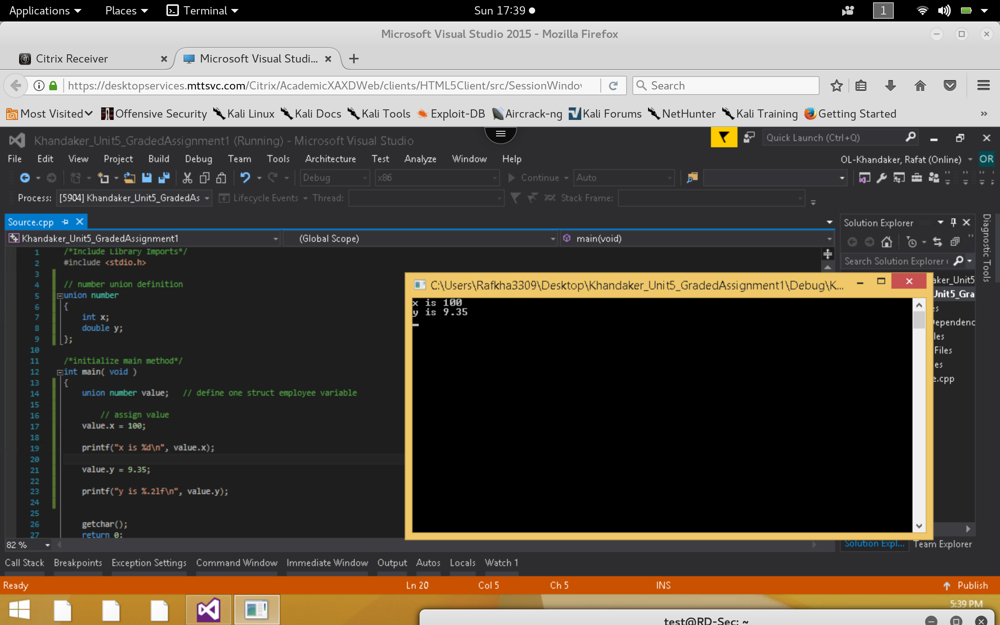 Applications Places Terminal Sun 17:39 1
Microsoft Visual Studio 2015 - Mozilla Firefox
Citrix Receiver Microsoft Visual Studi...
https://desktopservices.mttsvc.com/Citrix/AcademicXAXDWeb/clients/HTML5Client/src/SessionWindow Search
Most Visited Offensive Security Kali Linux Kali Docs Kali Tools Exploit-DB Aircrack-ng Kali Forums NetHunter Kali Training Getting Started »
Khandaker_Unit5_GradedAssignment1 (Running) - Microsoft Visual Studio Quick Launch (Ctrl+Q)
File Edit View Project Build Debug Team Tools Architecture Test Analyze Window Help OL-Khandaker, Rafat (Online) OR
Debug x86 Continue Auto
Process: [5904] Khandaker_Unit5_GradedAs Lifecycle Events Thread: Stack Frame:
Source.cpp Solution Explorer
Diagnostic Tools
Khandaker_Unit5_GradedAssignment1 (Global Scope) main(void)
Search Solution Explorer
1 /*Include Library Imports*/
2 #include <stdio.h>
3
4 // number union definition
5 union number
6 {
7 int x;
8 double y;
9 };
10
11 /*initialize main method*/
12 int main( void )
13 {
14 union number value; // define one struct employee variable
15
16 // assign value
17 value.x = 100;
18
19 printf("x is %d\n", value.x);
20
21 value.y = 9.35;
22
23 printf("y is %.2lf\n", value.y);
24
25
26 getchar();
27 return 0;
C:\Users\Rafkha3309\Desktop\Khandaker_Unit5_GradedAssignment1\Debug\K...
x is 100
y is 9.35
aker_Unit5
Unit5_Gra
es
ependenc
les
Files
es
e.cpp
82 % Solution Expl... Team Explorer
Call Stack Breakpoints Exception Settings Command Window Immediate Window Output Autos Locals Watch 1
Ready Ln 20 Col 5 Ch 5 INS Publish
5:39 PM
test@RD-Sec: ~